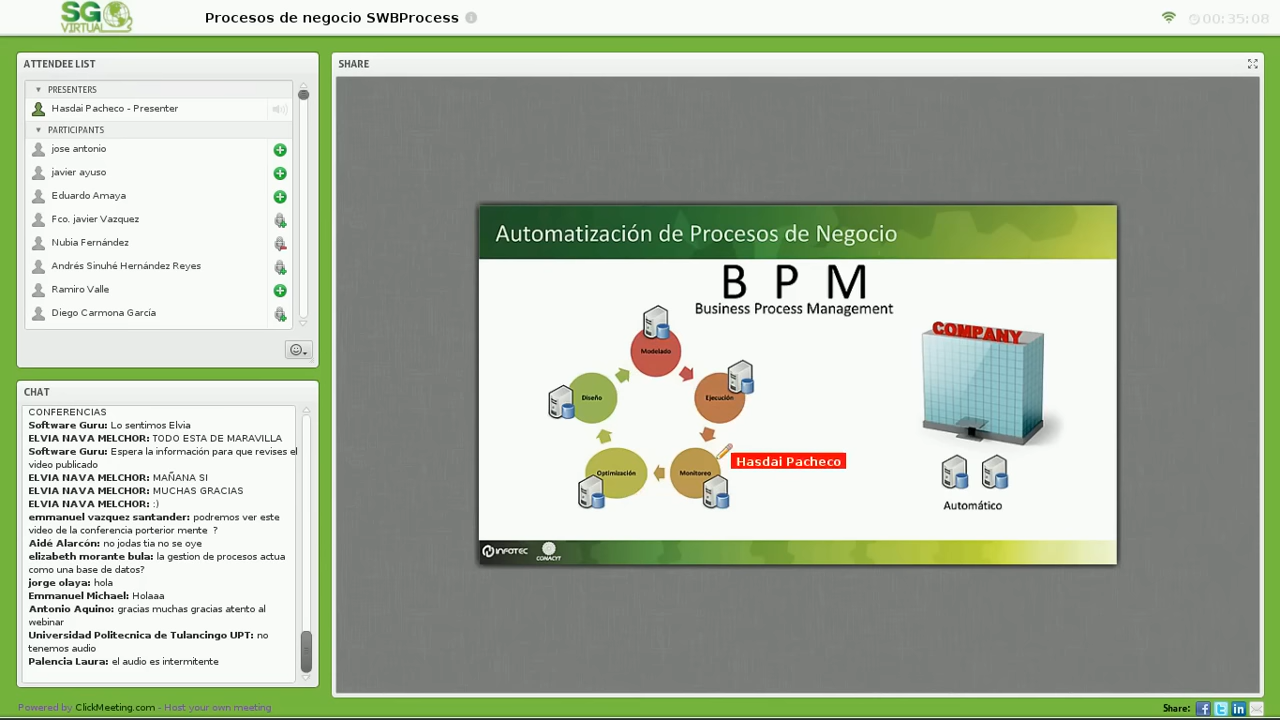 SG
VIRTUAL
Procesos de negocio SWBProcess
00:35:08
ATTENDEE LIST
PRESENTERS
Hasdai Pacheco - Presenter
PARTICIPANTS
jose antonio
javier ayuso
Eduardo Amaya
Fco. javier Vazquez
Nubia Fernández
Andrés Sinuhé Hernández Reyes
Ramiro Valle
Diego Carmona García
CHAT
CONFERENCIAS
Software Guru: Lo sentimos Elvia
ELVIA NAVA MELCHOR: TODO ESTA DE MARAVILLA
Software Guru: Espera la información para que revises el
video publicado
ELVIA NAVA MELCHOR: MAÑANA SI
ELVIA NAVA MELCHOR: MUCHAS GRACIAS
ELVIA NAVA MELCHOR: :)
emmanuel vazquez santander: podremos ver este
video de la conferencia porterior mente ?
Aidé Alarcón: no jodas tia no se oye
elizabeth morante bula: la gestion de procesos actua
como una base de datos?
jorge olaya: hola
Emmanuel Michael: Holaaa
Antonio Aquino: gracias muchas gracias atento al
webinar
Universidad Politecnica de Tulancingo UPT: no
tenemos audio
Palencia Laura: el audio es intermitente
SHARE
Automatización de Procesos de Negocio
B P M
Business Process Management
Modelado
Diseño
Ejecución
Optimización
Monitoreo
Hasdai Pacheco
COMPANY
Automático
INFOTEC
CONACYT
Powered by ClickMeeting.com - Host your own meeting
Share: